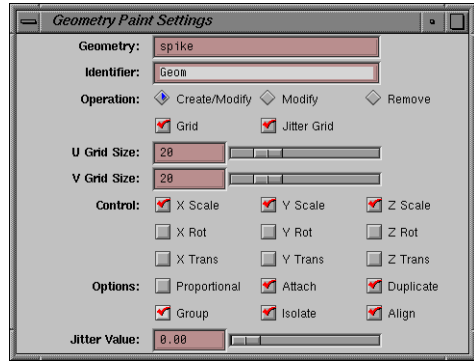 Geometry Paint Settings
Geometry: spike
Identifier: Geom
Operation: Create/Modify Modify Remove
Grid Jitter Grid
U Grid Size: 20
V Grid Size: 20
Control: X Scale Y Scale Z Scale
X Rot Y Rot Z Rot
X Trans Y Trans Z Trans
Options: Proportional Attach Duplicate
Group Isolate Align
Jitter Value: 0.00